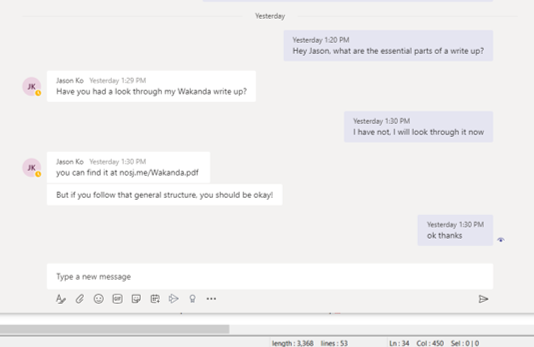 Yesterday
Yesterday 1:20 PM
Hey Jason, what are the essential parts of a write up?
JK
Jason Ko Yesterday 1:29 PM
Have you had a look through my Wakanda write up?
Yesterday 1:30 PM
I have not, I will look through it now
JK
Jason Ko Yesterday 1:30 PM
you can find it at nosj.me/Wakanda.pdf
But if you follow that general structure, you should be okay!
Yesterday 1:30 PM
ok thanks
Type a new message
GIF
length : 3,368 lines : 53 Ln : 34 Col : 450 Sel : 0 | 0